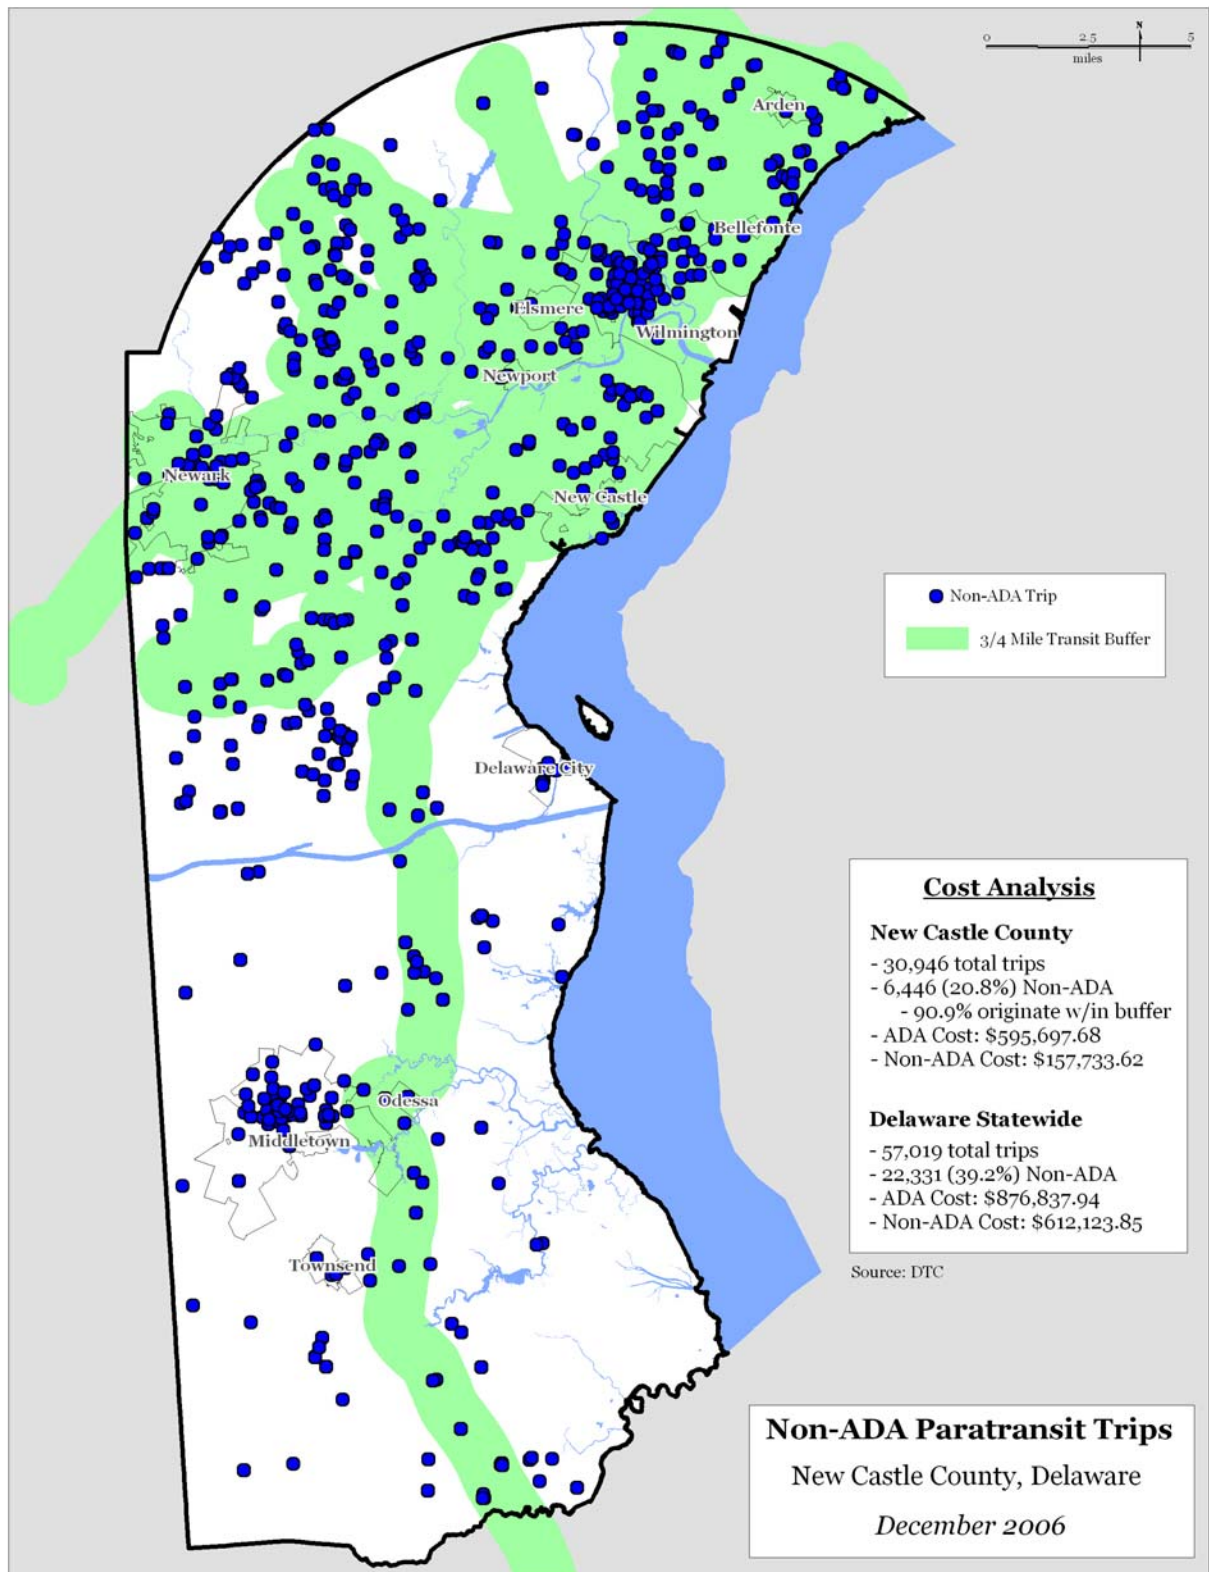 N
0 2.5 5
miles
Arden
Bellefonte
Elsmere
Wilmington
Newport
Newark
New Castle
Non-ADA Trip
3/4 Mile Transit Buffer
Delaware City
Cost Analysis
New Castle County
- 30,946 total trips
- 6,446 (20.8%) Non-ADA
- 90.9% originate w/in buffer
- ADA Cost: $595,697.68
- Non-ADA Cost: $157,733.62
Delaware Statewide
- 57,019 total trips
- 22,331 (39.2%) Non-ADA
- ADA Cost: $876,837.94
- Non-ADA Cost: $612,123.85
Source: DTC
Odessa
Middletown
Townsend
Non-ADA Paratransit Trips
New Castle County, Delaware
December 2006